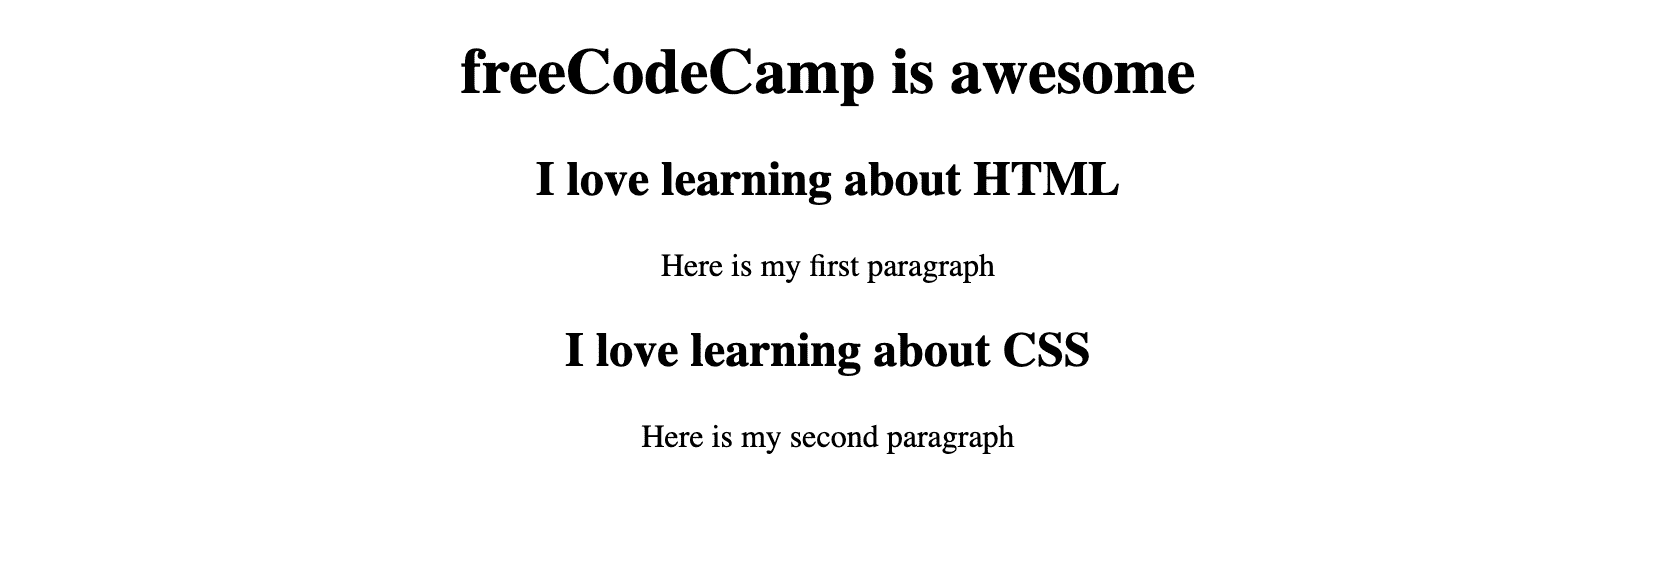 freeCodeCamp is awesome
I love learning about HTML
Here is my first paragraph
I love learning about CSS
Here is my second paragraph